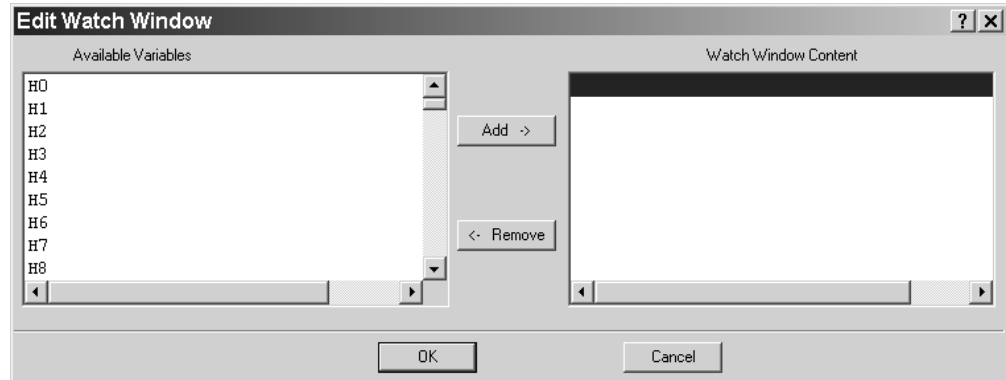 Edit Watch Window
? X
Available Variables
Watch Window Content
H0
H1
H2
H3
H4
H5
H6
H7
H8
Add ->
<- Remove
OK
Cancel